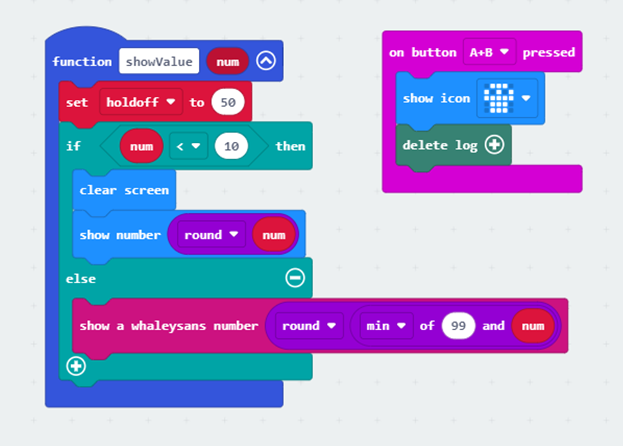 function showValue num
set holdoff to 50
if num < 10 then
clear screen
show number round num
else
show a whaleysans number round min of 99 and num
on button A+B pressed
show icon
delete log